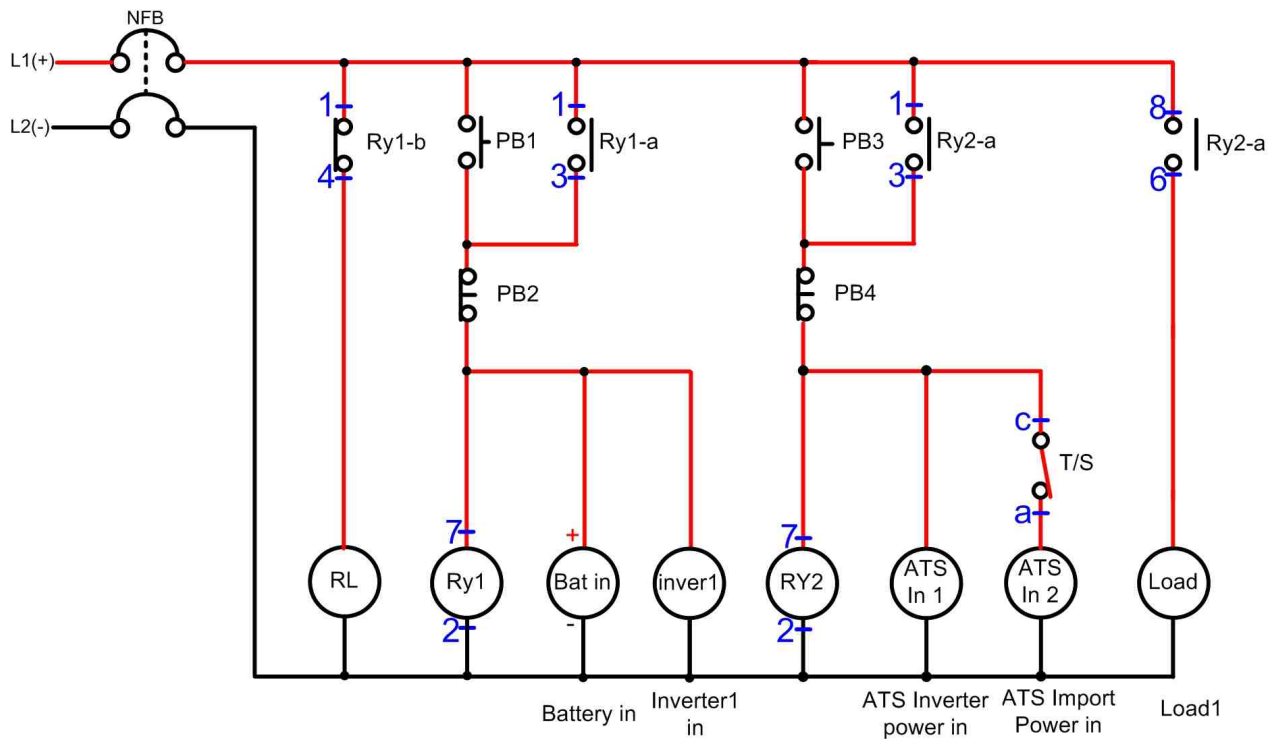 NFB
L1(+)
L2(-)
1
Ry1-b
4
PB1
1
Ry1-a
3
PB2
PB3
1
Ry2-a
3
PB4
8
Ry2-a
6
c
T/S
a
7
+
7
RL
Ry1
Bat in
inver1
RY2
ATS
In 1
ATS
In 2
Load
2
-
2
Battery in
Inverter1
in
ATS Inverter
power in
ATS Import
Power in
Load1